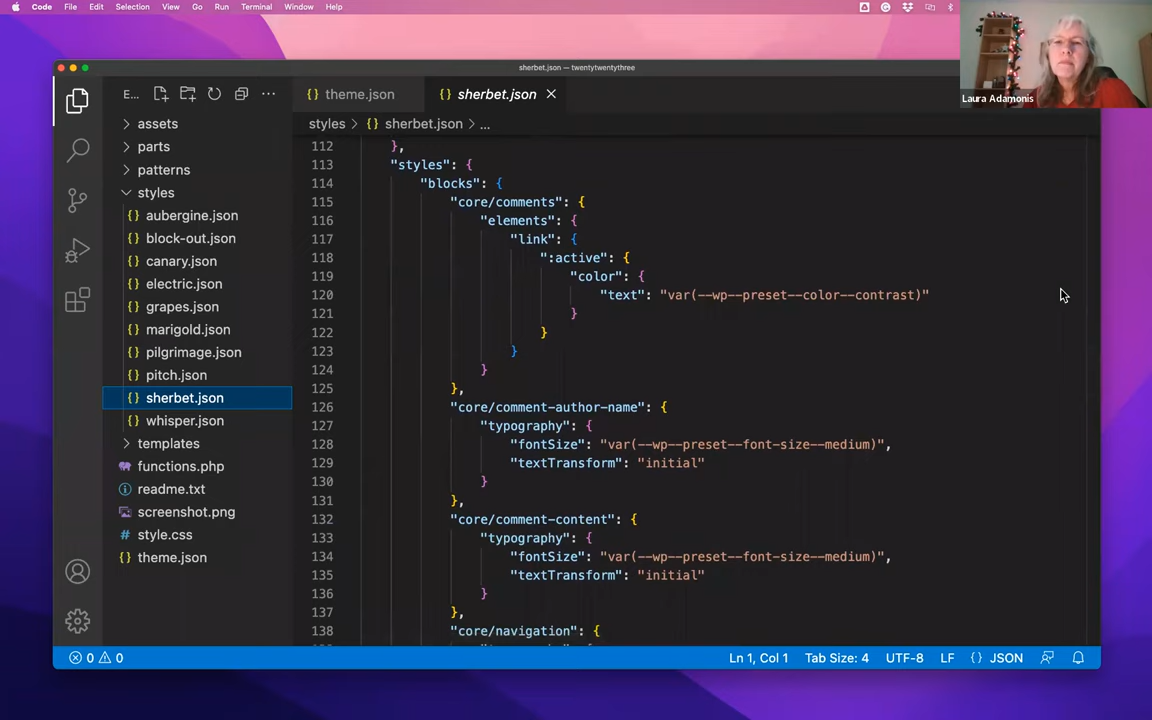 Code File Edit Selection View Go Run Terminal Window Help
sherbet.json — twentytwentythree
Laura Adamonis
E... ...
theme.json
sherbet.json
styles > {} sherbet.json > ...
assets
parts
patterns
styles
{} aubergine.json
{} block-out.json
{} canary.json
{} electric.json
{} grapes.json
{} marigold.json
{} pilgrimage.json
{} pitch.json
{} sherbet.json
{} whisper.json
templates
functions.php
readme.txt
screenshot.png
# style.css
{} theme.json
112 },
113 "styles": {
114 "blocks": {
115 "core/comments": {
116 "elements": {
117 "link": {
118 ":active": {
119 "color": {
120 "text": "var(--wp--preset--color--contrast)"
121 }
122 }
123 }
124 }
125 },
126 "core/comment-author-name": {
127 "typography": {
128 "fontSize": "var(--wp--preset--font-size--medium)",
129 "textTransform": "initial"
130 }
131 },
132 "core/comment-content": {
133 "typography": {
134 "fontSize": "var(--wp--preset--font-size--medium)",
135 "textTransform": "initial"
136 }
137 },
138 "core/navigation": {
0 0 Ln 1, Col 1 Tab Size: 4 UTF-8 LF {} JSON